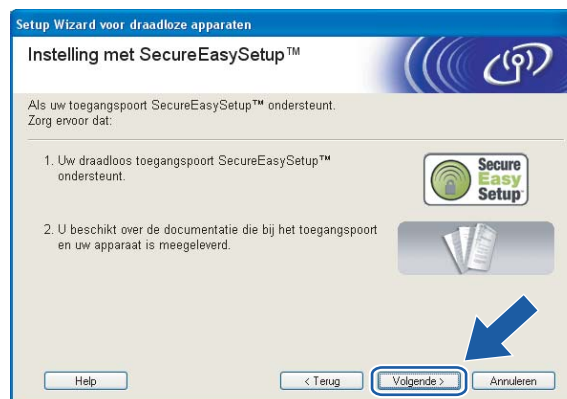 Setup Wizard voor draadloze apparaten
Instelling met SecureEasySetup™
Als uw toegangspoort SecureEasySetup™ ondersteunt.
Zorg ervoor dat:
1. Uw draadloos toegangspoort SecureEasySetup™
ondersteunt.
Secure
Easy
Setup
2. U beschikt over de documentatie die bij het toegangspoort
en uw apparaat is meegeleverd.
Help
< Terug
Volgende >
Annuleren